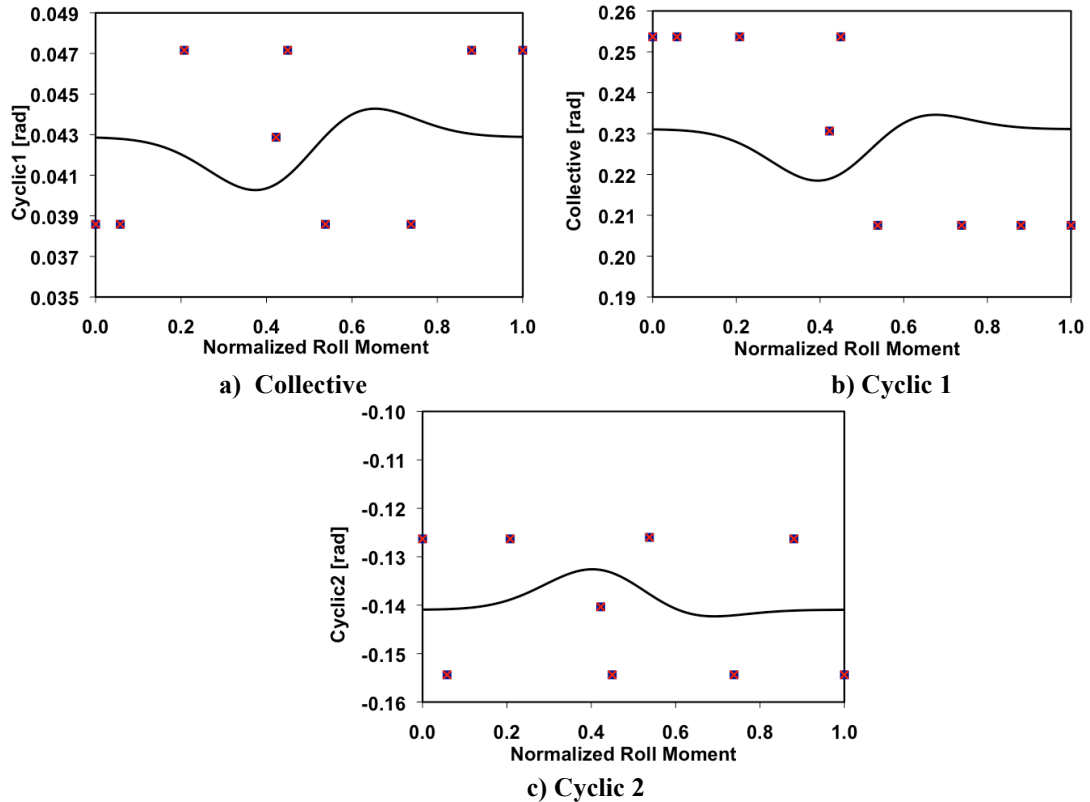 0.049
0.047
0.045
0.043
0.041
0.039
0.037
0.035
Cyclic1 [rad]
0.0 0.2 0.4 0.6 0.8 1.0
Normalized Roll Moment
a) Collective
0.26
0.25
0.24
0.23
0.22
0.21
0.20
0.19
Collective [rad]
0.0 0.2 0.4 0.6 0.8 1.0
Normalized Roll Moment
b) Cyclic 1
-0.10
-0.11
-0.12
-0.13
-0.14
-0.15
-0.16
Cyclic2 [rad]
0.0 0.2 0.4 0.6 0.8 1.0
Normalized Roll Moment
c) Cyclic 2